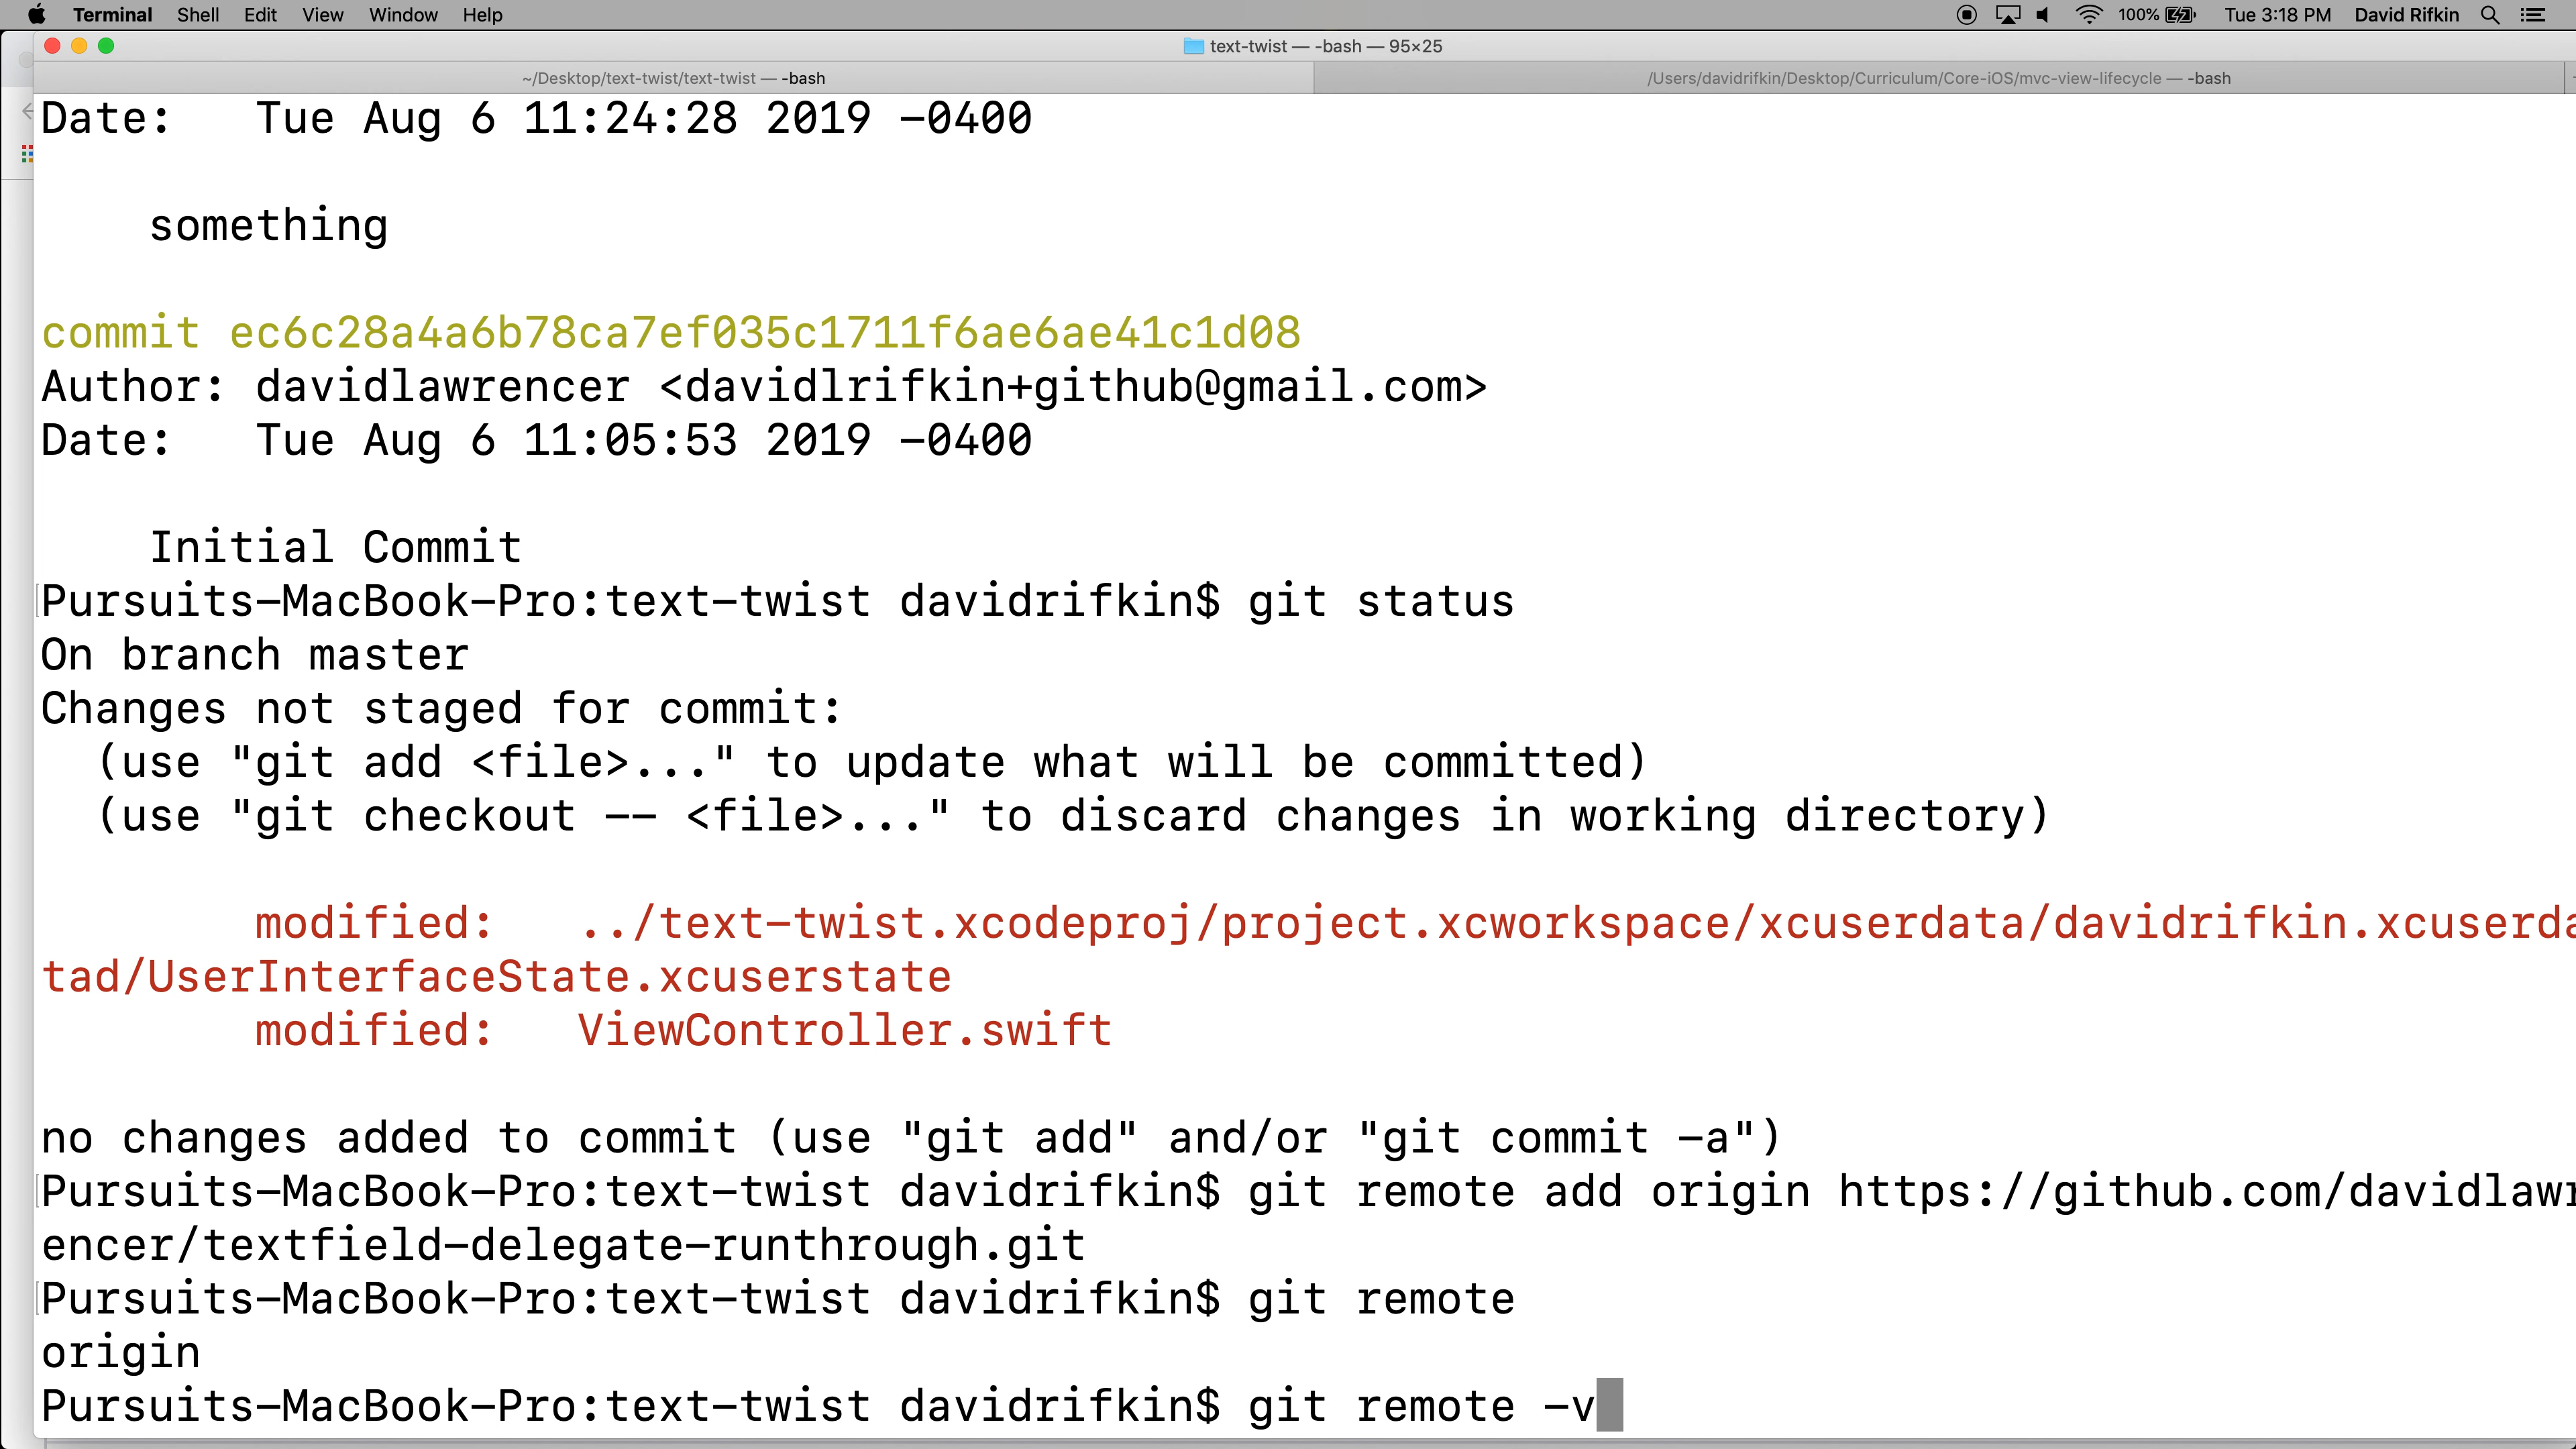 Terminal Shell Edit View Window Help 100% Tue 3:18 PM David Rifkin
text-twist — -bash — 95×25
~/Desktop/text-twist/text-twist — -bash /Users/davidrifkin/Desktop/Curriculum/Core-iOS/mvc-view-lifecycle — -bash
Date:   Tue Aug 6 11:24:28 2019 -0400
something
commit ec6c28a4a6b78ca7ef035c1711f6ae6ae41c1d08
Author: davidlawrencer <davidlrifkin+github@gmail.com>
Date:   Tue Aug 6 11:05:53 2019 -0400
Initial Commit
Pursuits-MacBook-Pro:text-twist davidrifkin$ git status
On branch master
Changes not staged for commit:
(use "git add <file>..." to update what will be committed)
(use "git checkout -- <file>..." to discard changes in working directory)
modified:   ../text-twist.xcodeproj/project.xcworkspace/xcuserdata/davidrifkin.xcuserda
tad/UserInterfaceState.xcuserstate
modified:   ViewController.swift
no changes added to commit (use "git add" and/or "git commit -a")
Pursuits-MacBook-Pro:text-twist davidrifkin$ git remote add origin https://github.com/davidlawr
encer/textfield-delegate-runthrough.git
Pursuits-MacBook-Pro:text-twist davidrifkin$ git remote
origin
Pursuits-MacBook-Pro:text-twist davidrifkin$ git remote -v